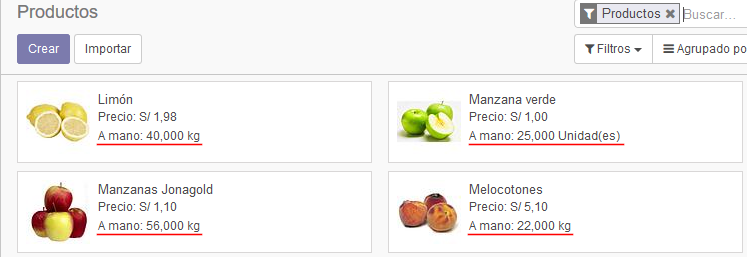 Productos
Productos ✖ Buscar...
Crear Importar
Filtros Agrupado po
Limón
Precio: S/ 1,98
A mano: 40,000 kg
Manzana verde
Precio: S/ 1,00
A mano: 25,000 Unidad(es)
Manzanas Jonagold
Precio: S/ 1,10
A mano: 56,000 kg
Melocotones
Precio: S/ 5,10
A mano: 22,000 kg